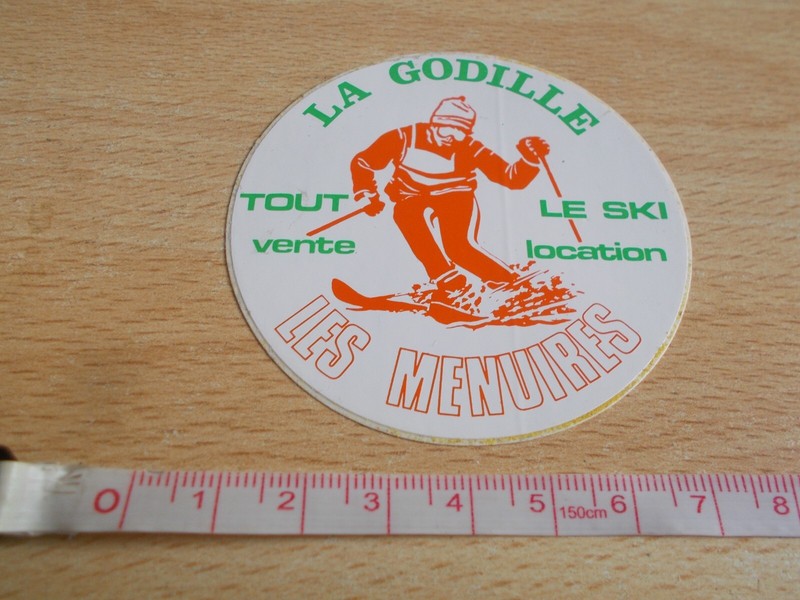 LA GODILLE
TOUT LE SKI
vente location
LES MENUIRES
0 1 2 3 4 5 150cm 6 7 8